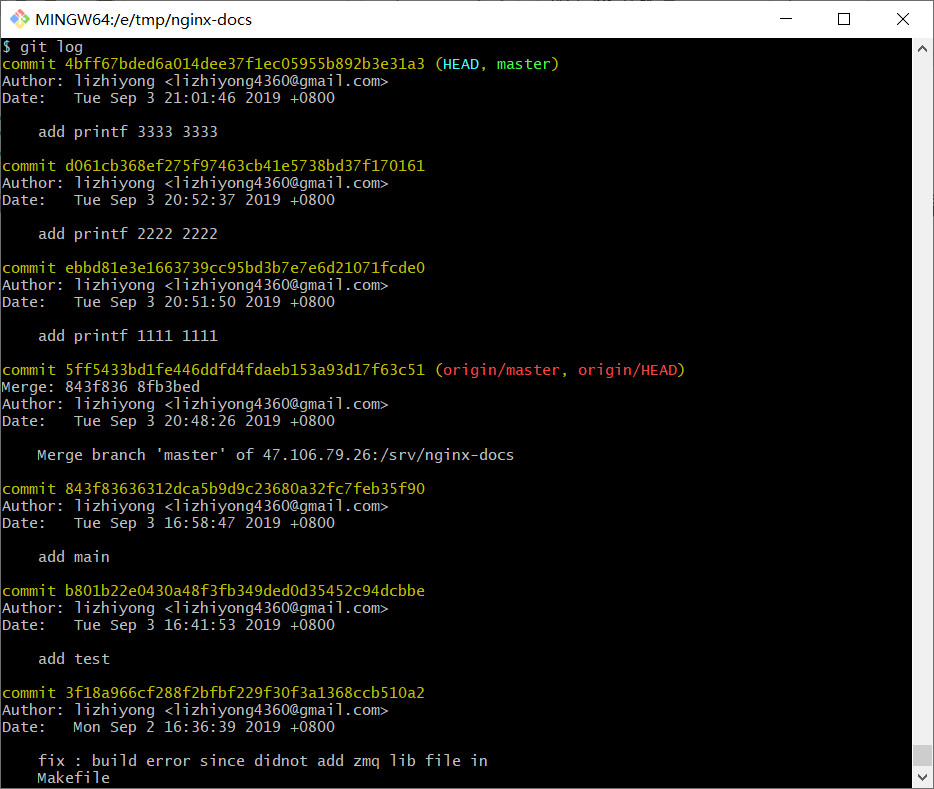 MINGW64:/e/tmp/nginx-docs
$ git log
commit 4bff67bded6a014dee37f1ec05955b892b3e31a3 (HEAD, master)
Author: lizhiyong <lizhiyong4360@gmail.com>
Date:   Tue Sep 3 21:01:46 2019 +0800
    add printf 3333 3333
commit d061cb368ef275f97463cb41e5738bd37f170161
Author: lizhiyong <lizhiyong4360@gmail.com>
Date:   Tue Sep 3 20:52:37 2019 +0800
    add printf 2222 2222
commit ebbd81e3e1663739cc95bd3b7e7e6d21071fcde0
Author: lizhiyong <lizhiyong4360@gmail.com>
Date:   Tue Sep 3 20:51:50 2019 +0800
    add printf 1111 1111
commit 5ff5433bd1fe446ddfd4fdaeb153a93d17f63c51 (origin/master, origin/HEAD)
Merge: 843f836 8fb3bed
Author: lizhiyong <lizhiyong4360@gmail.com>
Date:   Tue Sep 3 20:48:26 2019 +0800
    Merge branch 'master' of 47.106.79.26:/srv/nginx-docs
commit 843f83636312dca5b9d9c23680a32fc7feb35f90
Author: lizhiyong <lizhiyong4360@gmail.com>
Date:   Tue Sep 3 16:58:47 2019 +0800
    add main
commit b801b22e0430a48f3fb349ded0d35452c94dcbbe
Author: lizhiyong <lizhiyong4360@gmail.com>
Date:   Tue Sep 3 16:41:53 2019 +0800
    add test
commit 3f18a966cf288f2bfbf229f30f3a1368ccb510a2
Author: lizhiyong <lizhiyong4360@gmail.com>
Date:   Mon Sep 2 16:36:39 2019 +0800
    fix : build error since didnot add zmq lib file in
    Makefile